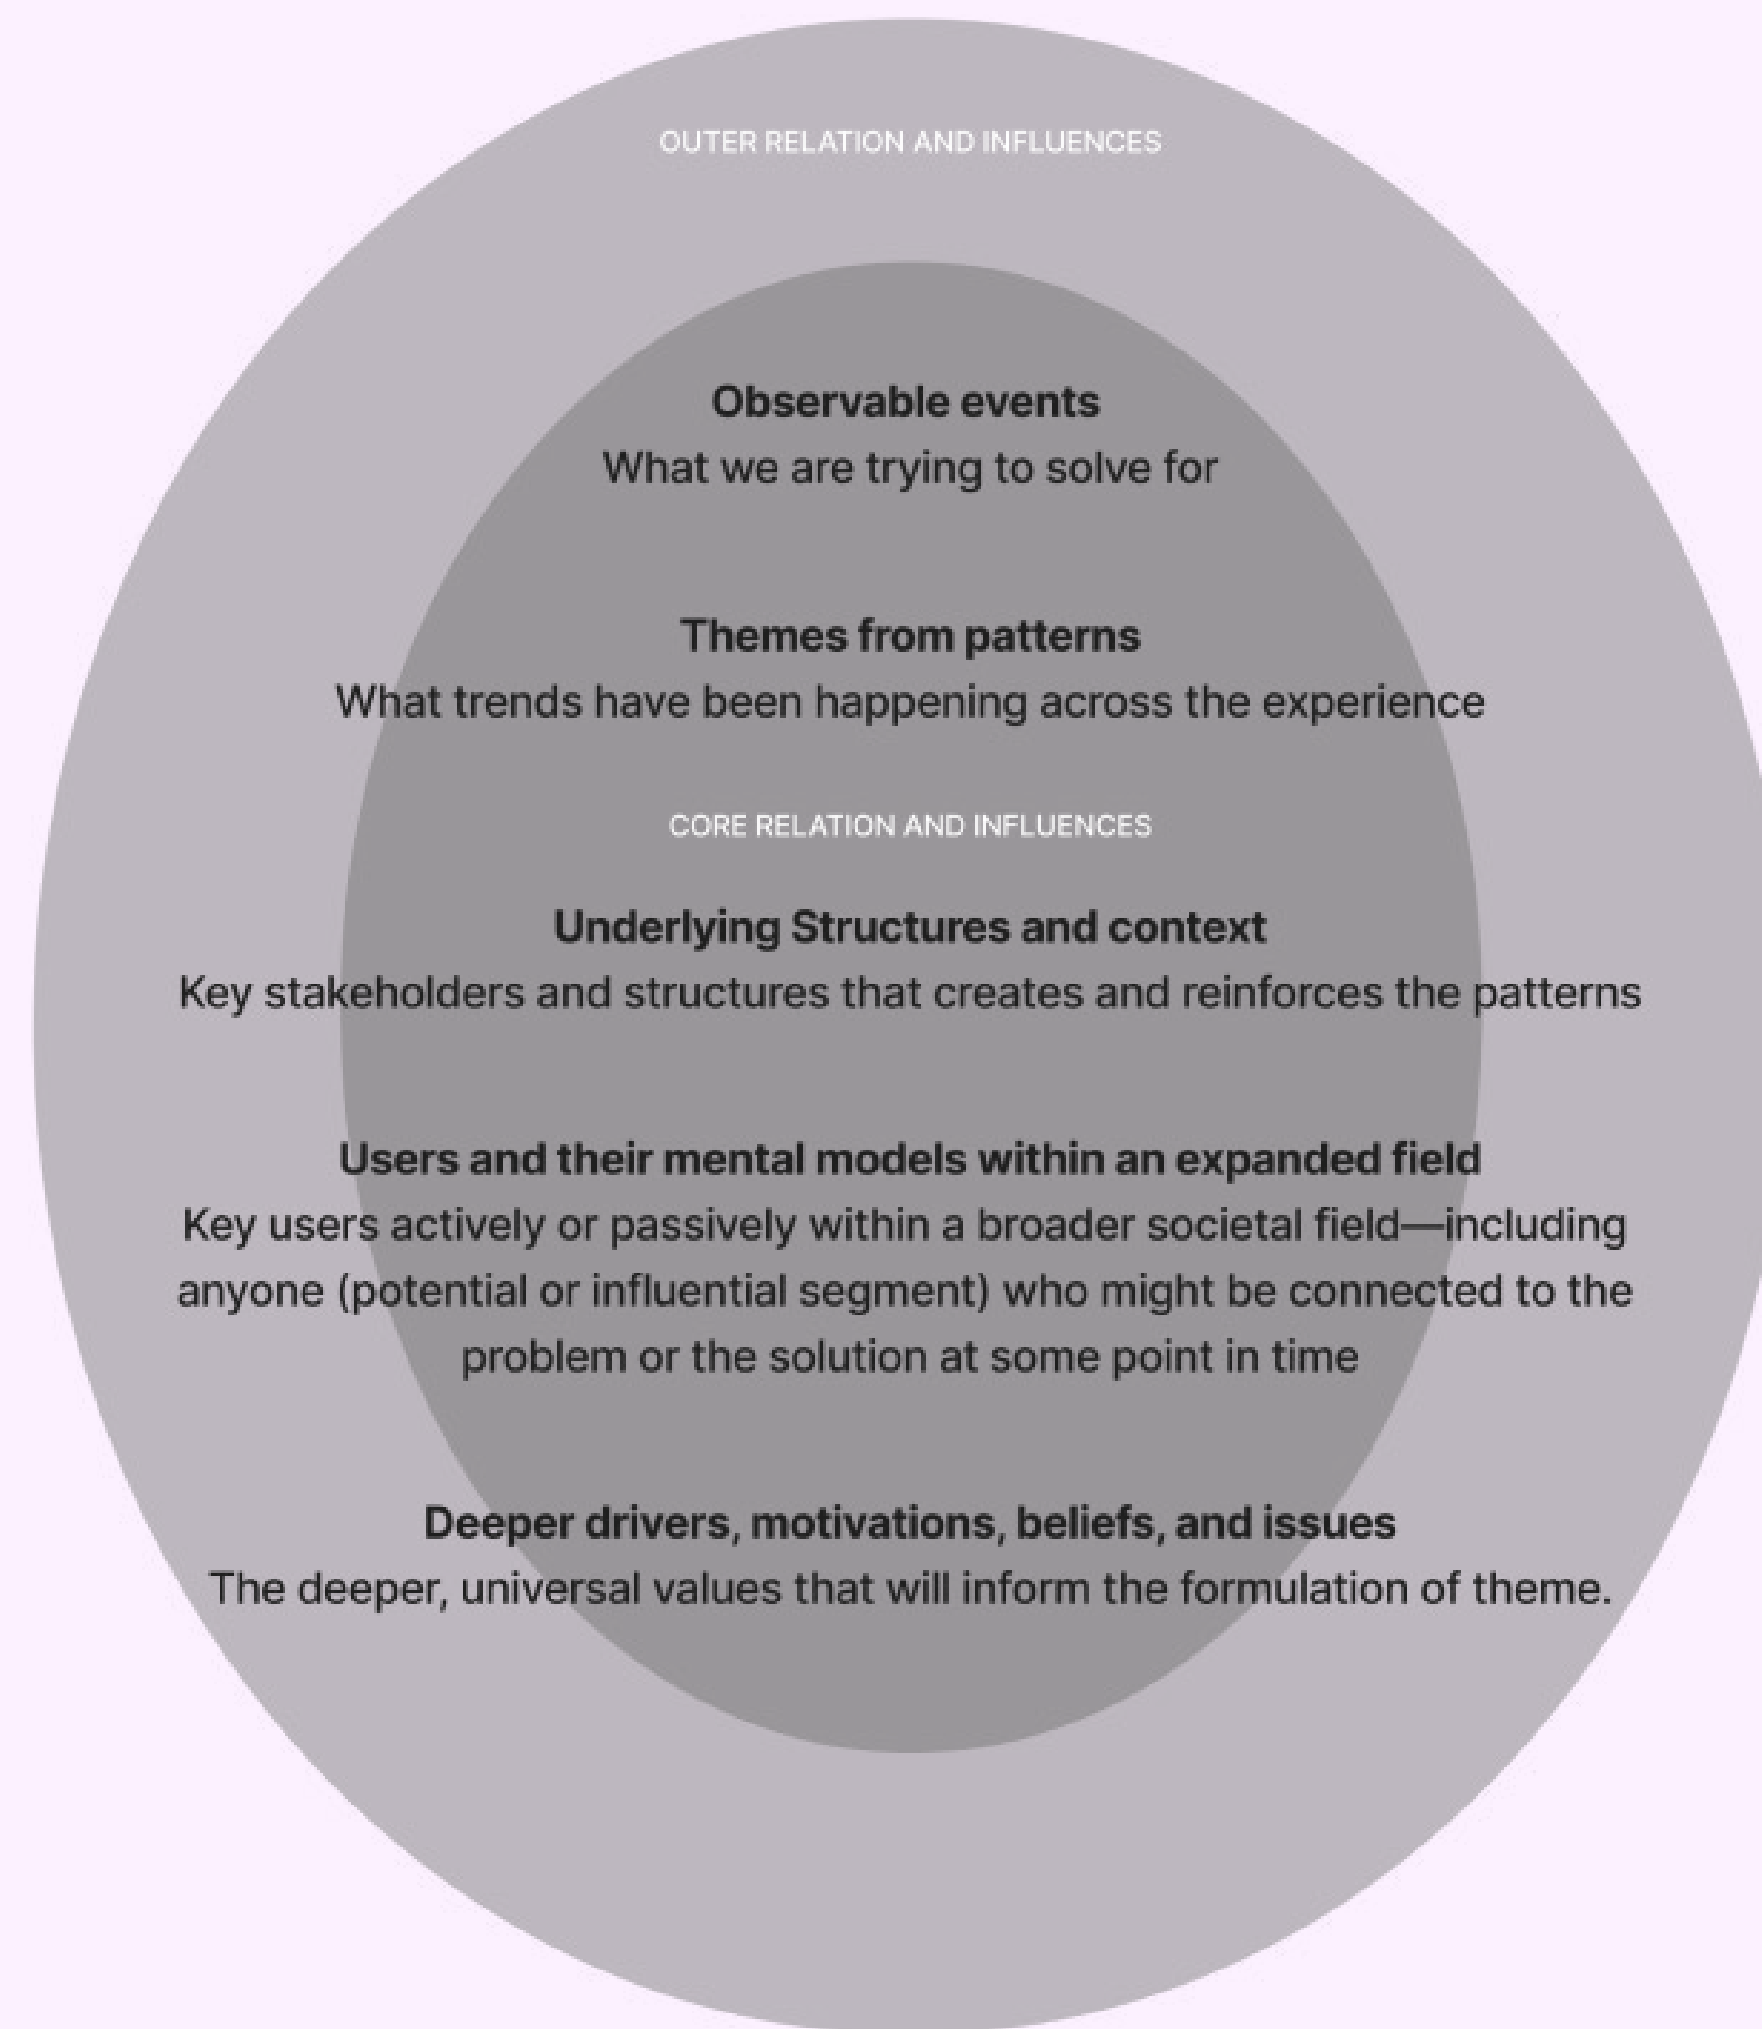 OUTER RELATION AND INFLUENCES
Observable events
What we are trying to solve for
Themes from patterns
What trends have been happening across the experience
CORE RELATION AND INFLUENCES
Underlying Structures and context
Key stakeholders and structures that creates and reinforces the patterns
Users and their mental models within an expanded field
Key users actively or passively within a broader societal field—including
anyone (potential or influential segment) who might be connected to the
problem or the solution at some point in time
Deeper drivers, motivations, beliefs, and issues
The deeper, universal values that will inform the formulation of theme.